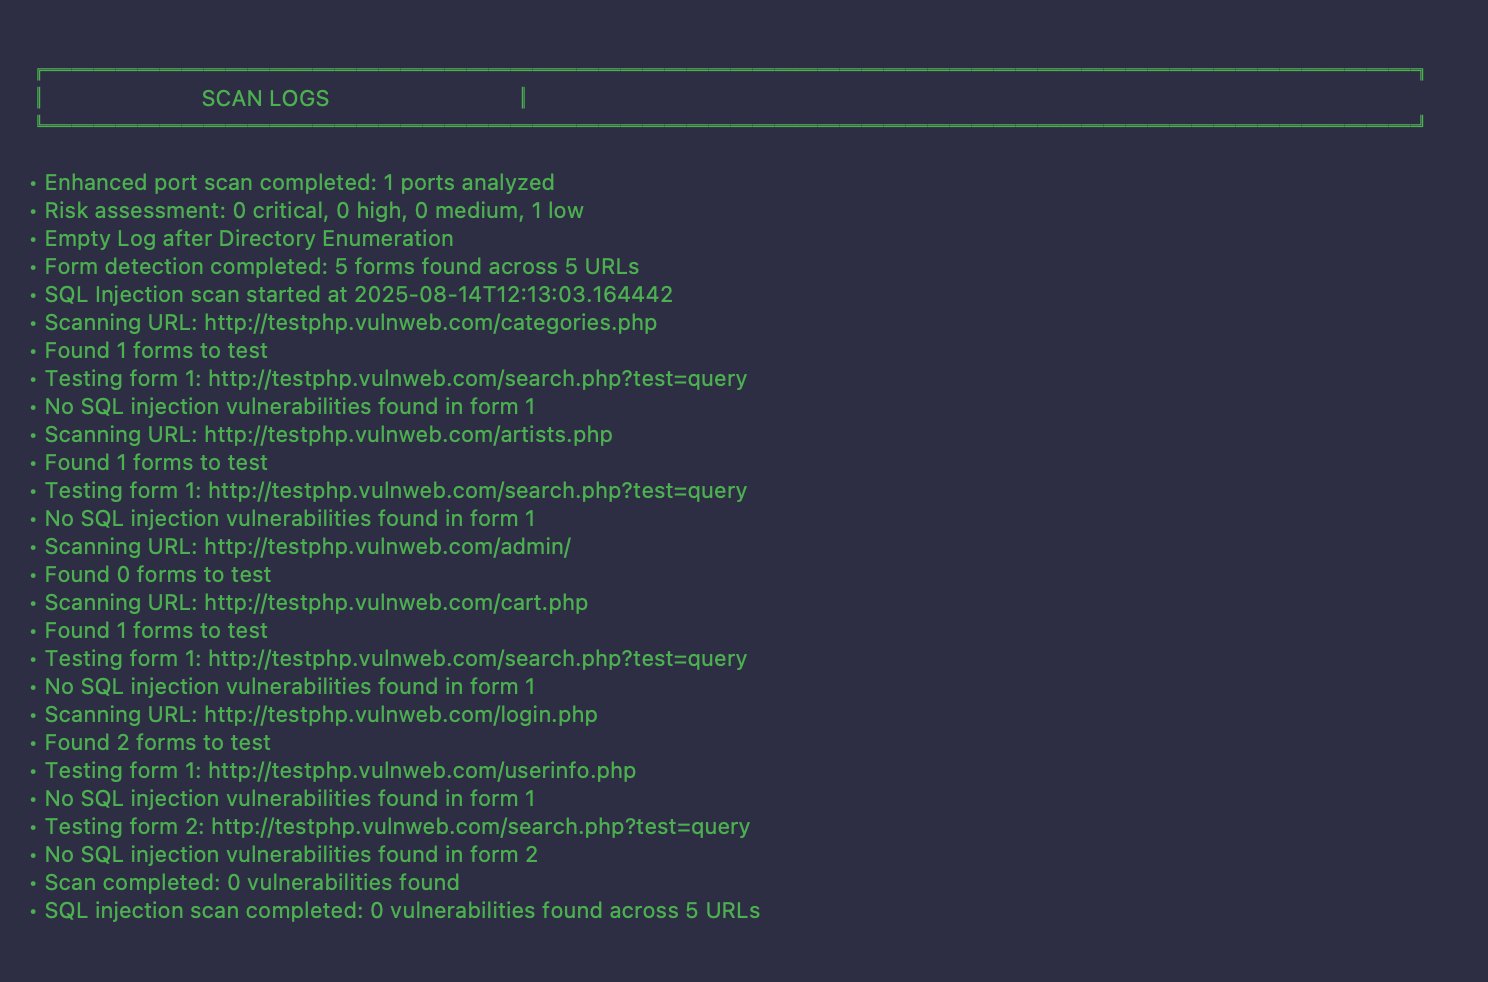 SCAN LOGS
• Enhanced port scan completed: 1 ports analyzed
• Risk assessment: 0 critical, 0 high, 0 medium, 1 low
• Empty Log after Directory Enumeration
• Form detection completed: 5 forms found across 5 URLs
• SQL Injection scan started at 2025-08-14T12:13:03.164442
• Scanning URL: http://testphp.vulnweb.com/categories.php
• Found 1 forms to test
• Testing form 1: http://testphp.vulnweb.com/search.php?test=query
• No SQL injection vulnerabilities found in form 1
• Scanning URL: http://testphp.vulnweb.com/artists.php
• Found 1 forms to test
• Testing form 1: http://testphp.vulnweb.com/search.php?test=query
• No SQL injection vulnerabilities found in form 1
• Scanning URL: http://testphp.vulnweb.com/admin/
• Found 0 forms to test
• Scanning URL: http://testphp.vulnweb.com/cart.php
• Found 1 forms to test
• Testing form 1: http://testphp.vulnweb.com/search.php?test=query
• No SQL injection vulnerabilities found in form 1
• Scanning URL: http://testphp.vulnweb.com/login.php
• Found 2 forms to test
• Testing form 1: http://testphp.vulnweb.com/userinfo.php
• No SQL injection vulnerabilities found in form 1
• Testing form 2: http://testphp.vulnweb.com/search.php?test=query
• No SQL injection vulnerabilities found in form 2
• Scan completed: 0 vulnerabilities found
• SQL injection scan completed: 0 vulnerabilities found across 5 URLs